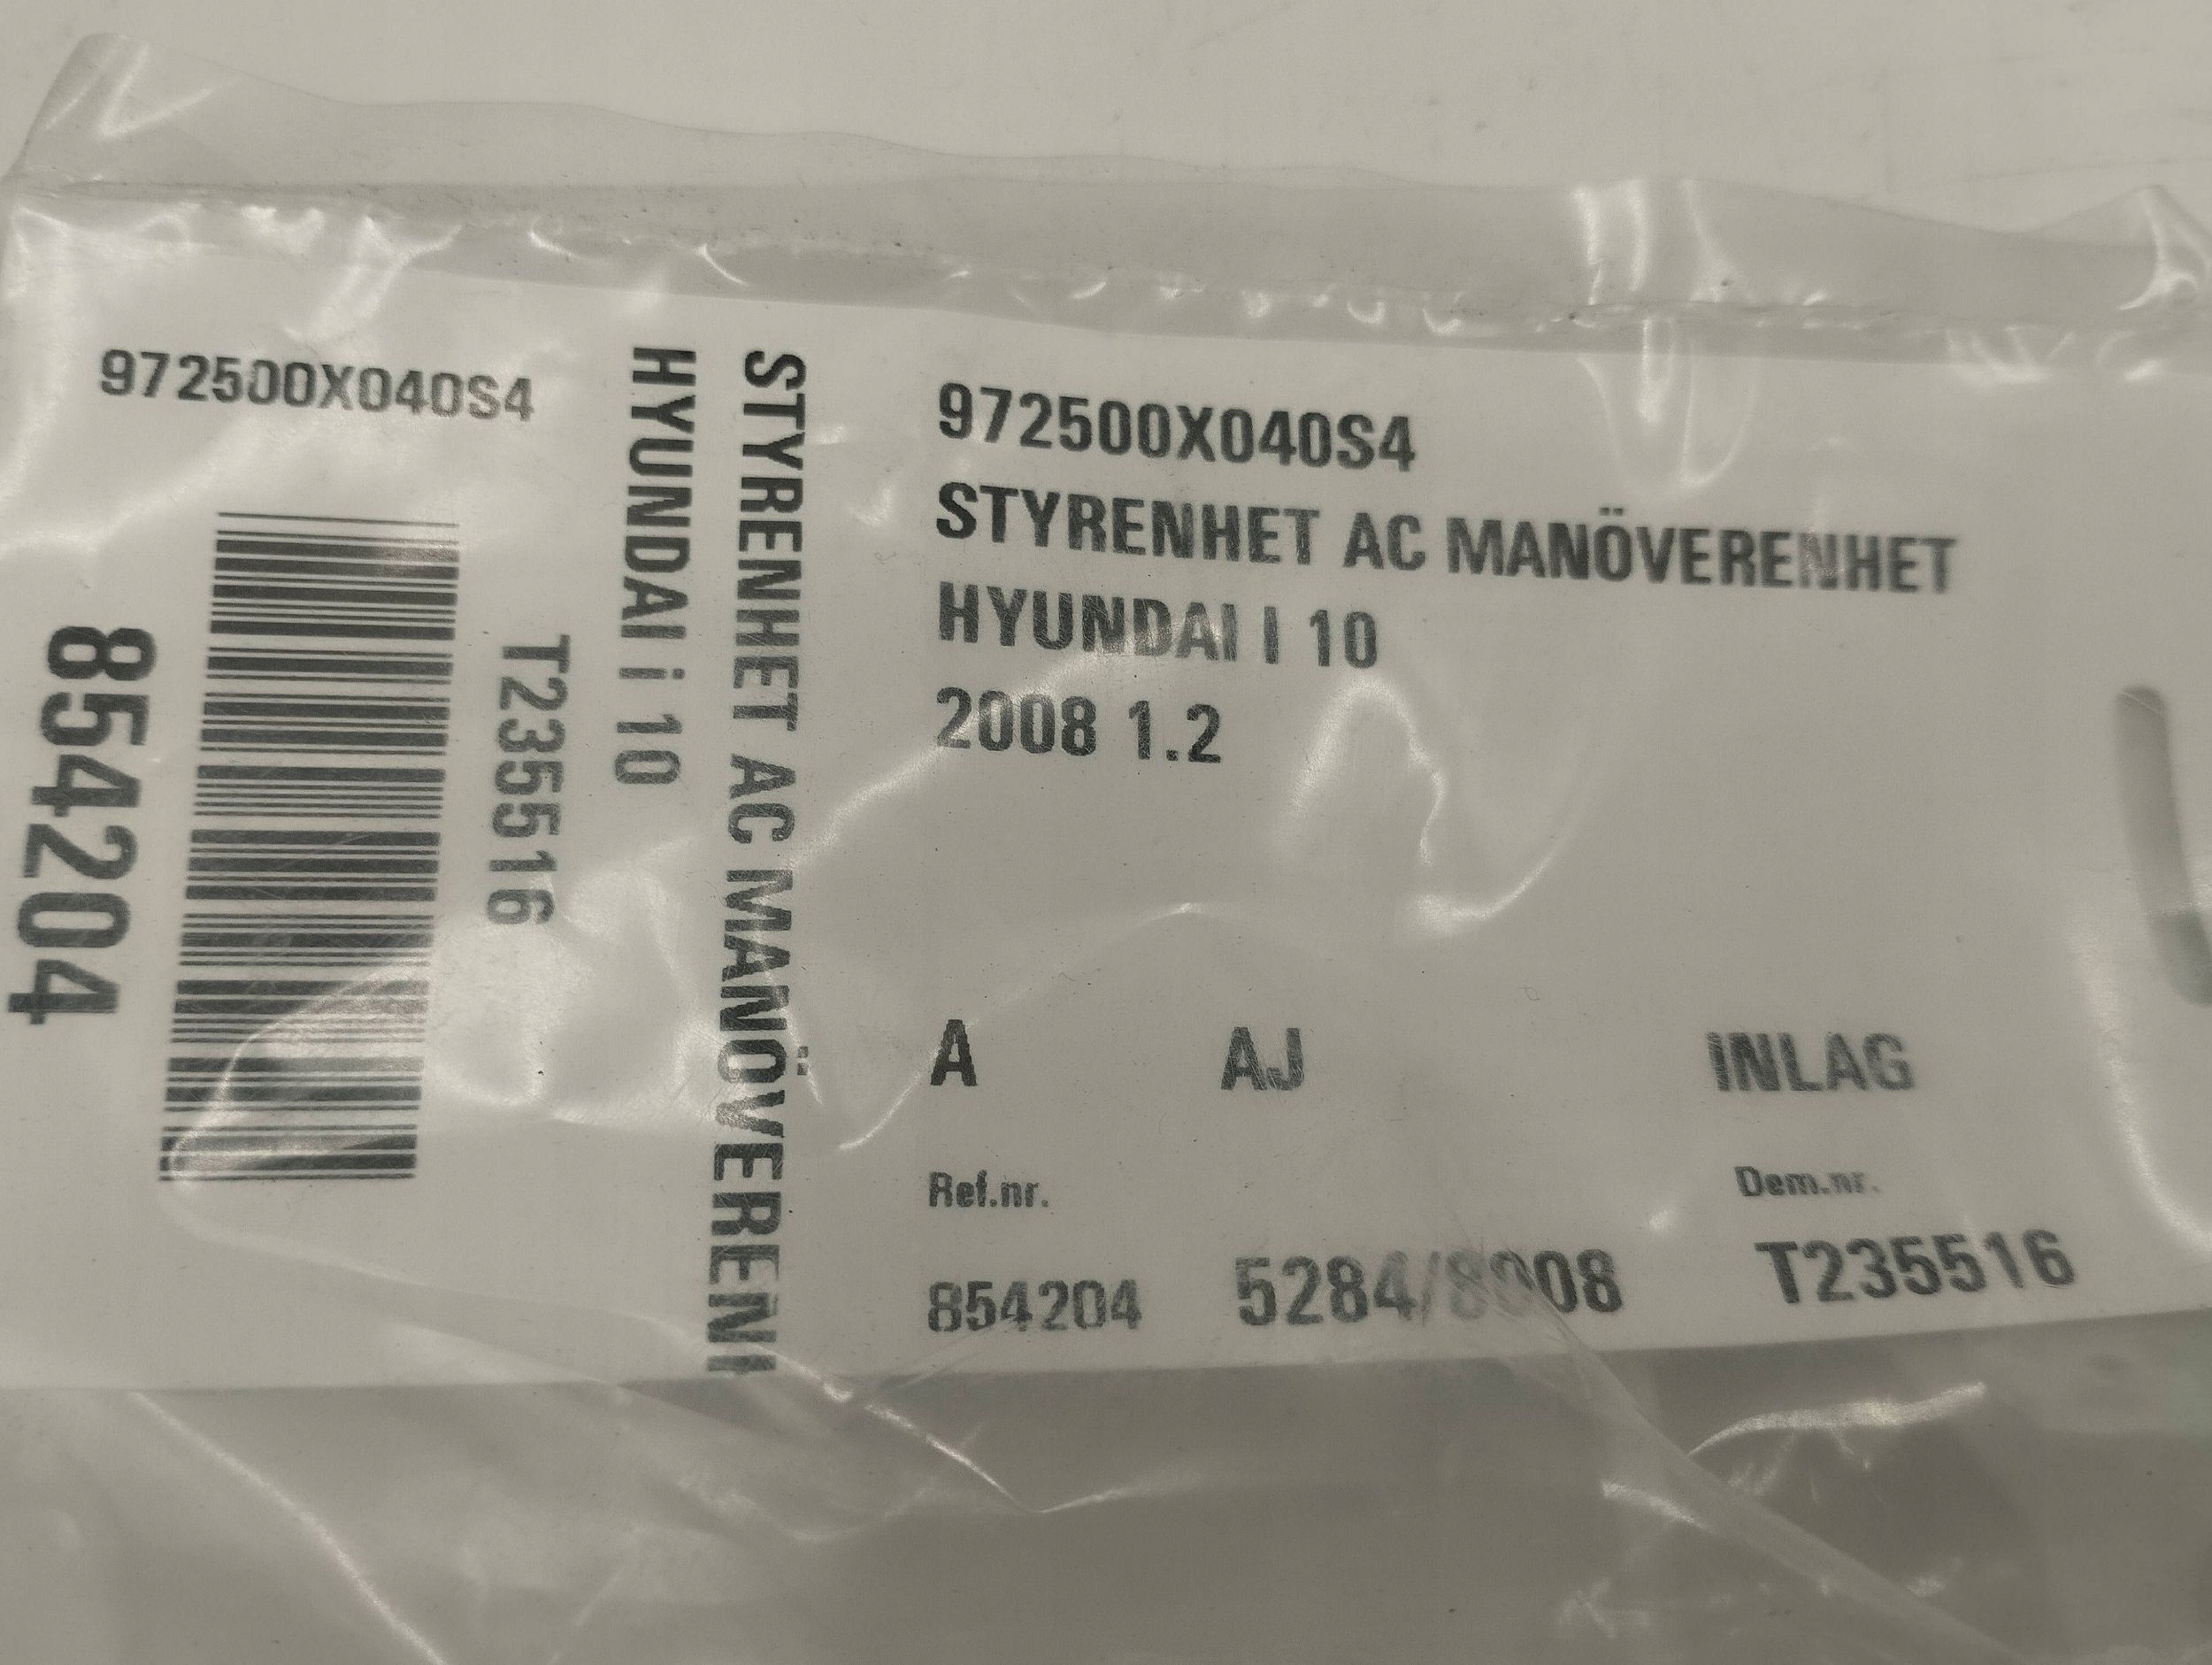 972500X040S4
854204
T235516
HYUNDAI i 10
STYRENHET AC MANÖVEREN
972500X040S4
STYRENHET AC MANÖVERENHET
HYUNDAI I 10
2008 1.2
A AJ INLAG
Ref.nr. Dem.nr.
854204 T235516